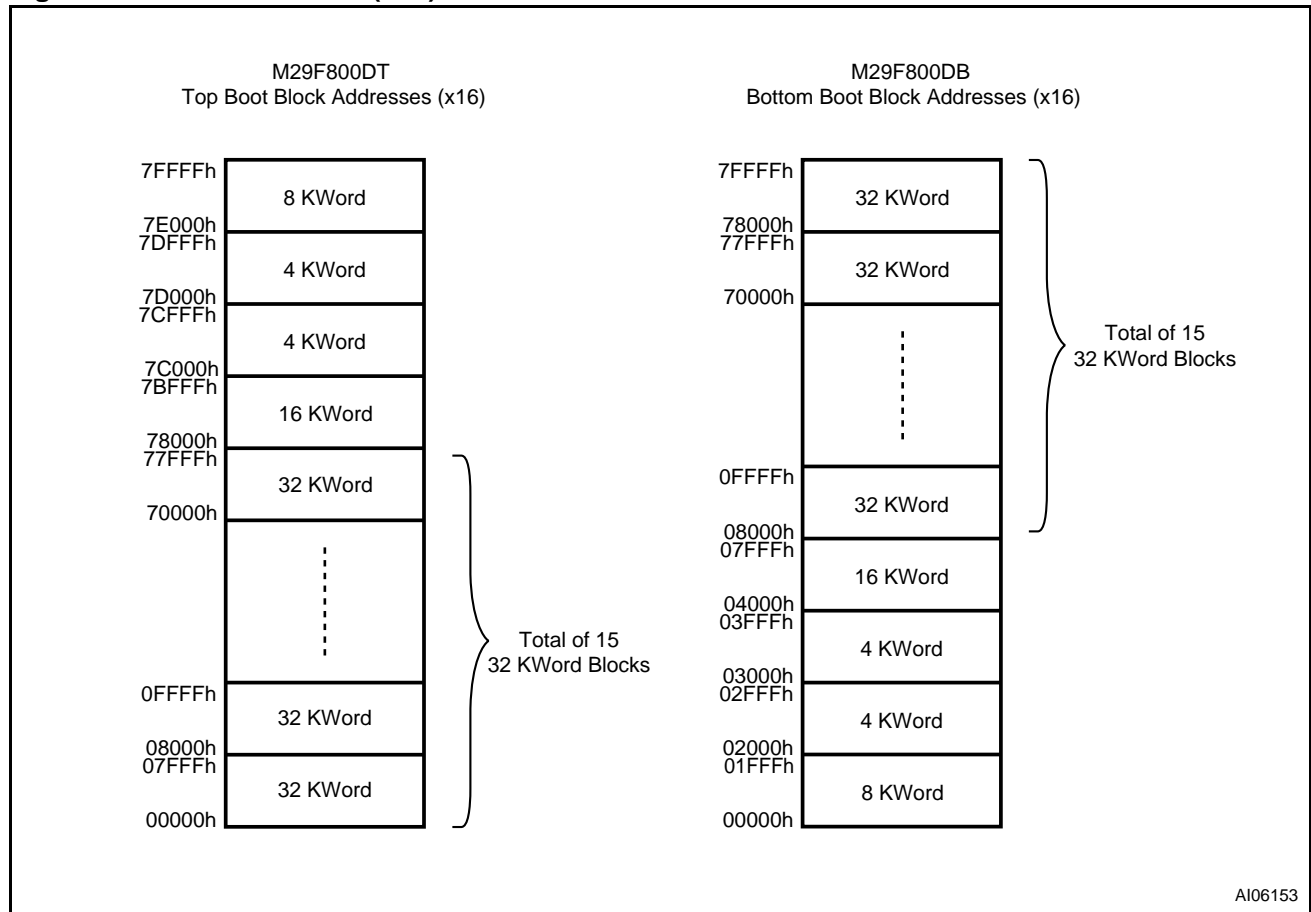 M29F800DT
Top Boot Block Addresses (x16)
7FFFFh
8 KWord
7E000h
7DFFFh
4 KWord
7D000h
7CFFFh
4 KWord
7C000h
7BFFFh
16 KWord
78000h
77FFFh
32 KWord
70000h
Total of 15
32 KWord Blocks
0FFFFh
32 KWord
08000h
07FFFh
32 KWord
00000h
M29F800DB
Bottom Boot Block Addresses (x16)
7FFFFh
32 KWord
78000h
77FFFh
32 KWord
70000h
Total of 15
32 KWord Blocks
0FFFFh
32 KWord
08000h
07FFFh
16 KWord
04000h
03FFFh
4 KWord
03000h
02FFFh
4 KWord
02000h
01FFFh
8 KWord
00000h
AI06153